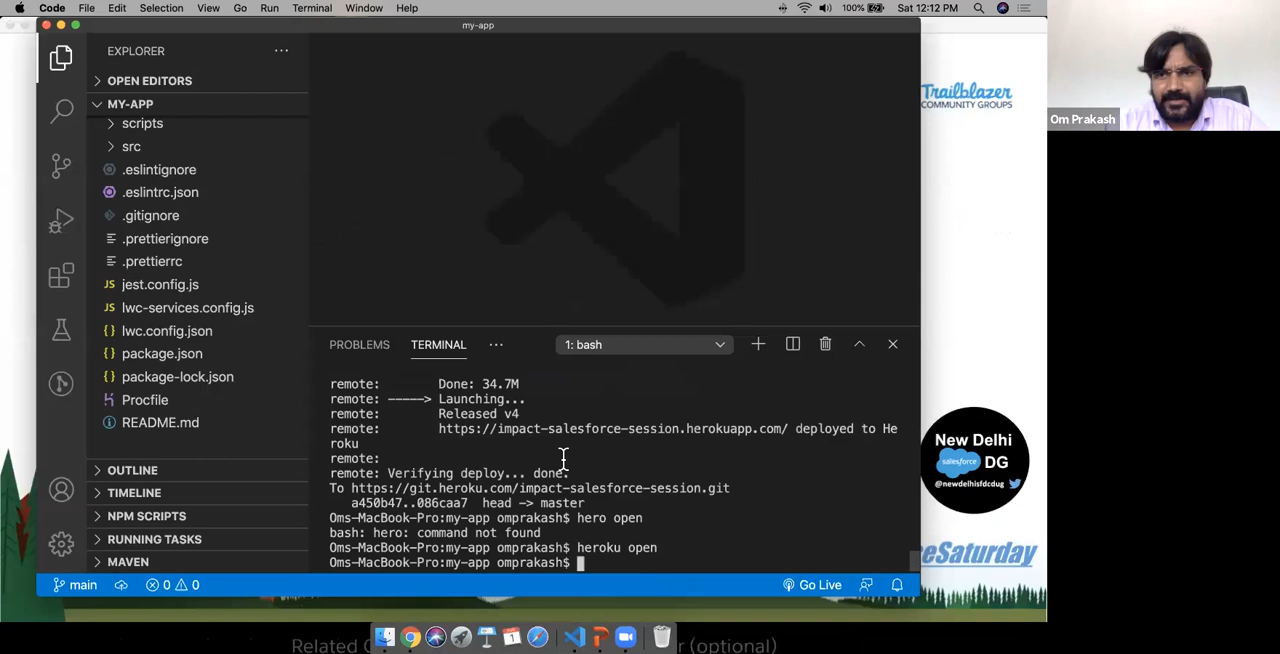 Code File Edit Selection View Go Run Terminal Window Help 100% Sat 12:12 PM
my-app
EXPLORER
OPEN EDITORS
MY-APP
scripts
src
.eslintignore
.eslintrc.json
.gitignore
.prettierignore
.prettierrc
JS jest.config.js
JS lwc-services.config.js
{} lwc.config.json
{} package.json
{} package-lock.json
Procfile
README.md
OUTLINE
TIMELINE
NPM SCRIPTS
RUNNING TASKS
MAVEN
PROBLEMS TERMINAL ··· 1: bash
remote: Done: 34.7M
remote: -----> Launching...
remote: Released v4
remote: https://impact-salesforce-session.herokuapp.com/ deployed to He
roku
remote:
remote: Verifying deploy... done.
To https://git.heroku.com/impact-salesforce-session.git
a450b47..086caa7 head -> master
Oms-MacBook-Pro:my-app omprakash$ hero open
bash: hero: command not found
Oms-MacBook-Pro:my-app omprakash$ heroku open
Oms-MacBook-Pro:my-app omprakash$
main 0 0 Go Live
Trailblazer
COMMUNITY GROUPS
Om Prakash
New Delhi
salesforce DG
@newdelhisfdcdug
eSaturday
Related
(optional)